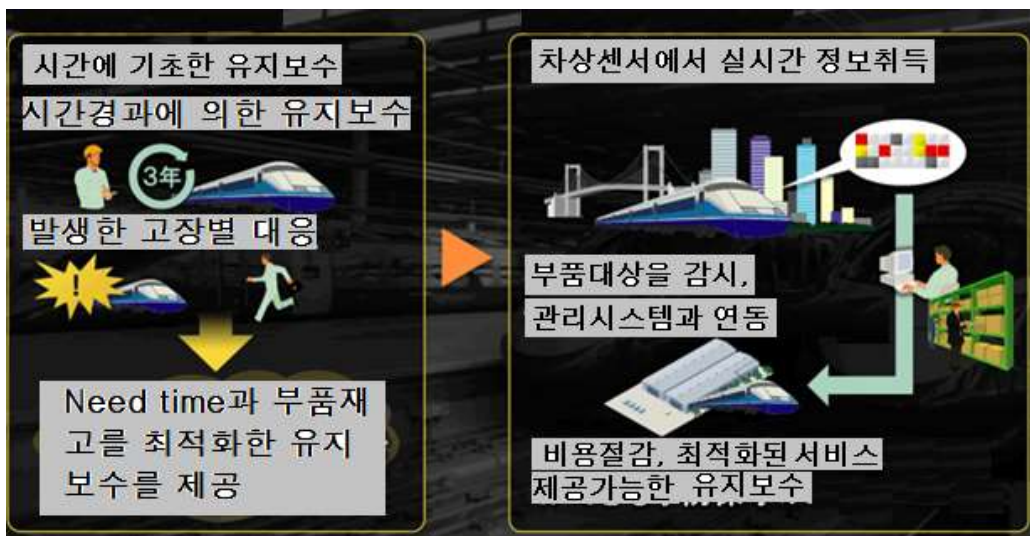 시간에 기초한 유지보수
시간경과에 의한 유지보수
3年
발생한 고장별 대응
!
Need time과 부품재
고를 최적화한 유지
보수를 제공
차상센서에서 실시간 정보취득
부품대상을 감시,
관리시스템과 연동
비용절감, 최적화된 서비스
제공가능한 유지보수